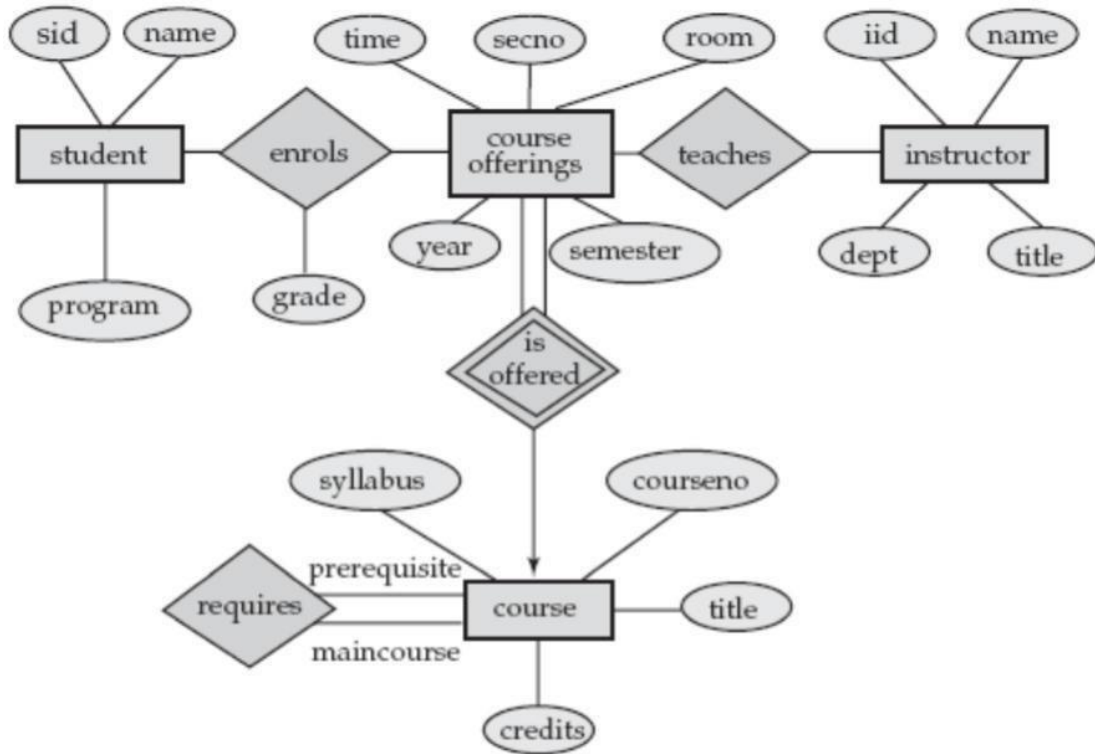 sid
name
time
secno
room
iid
name
student
enrols
course
offerings
teaches
instructor
year
semester
dept
title
program
grade
is
offered
syllabus
courseno
prerequisite
requires
course
title
maincourse
credits